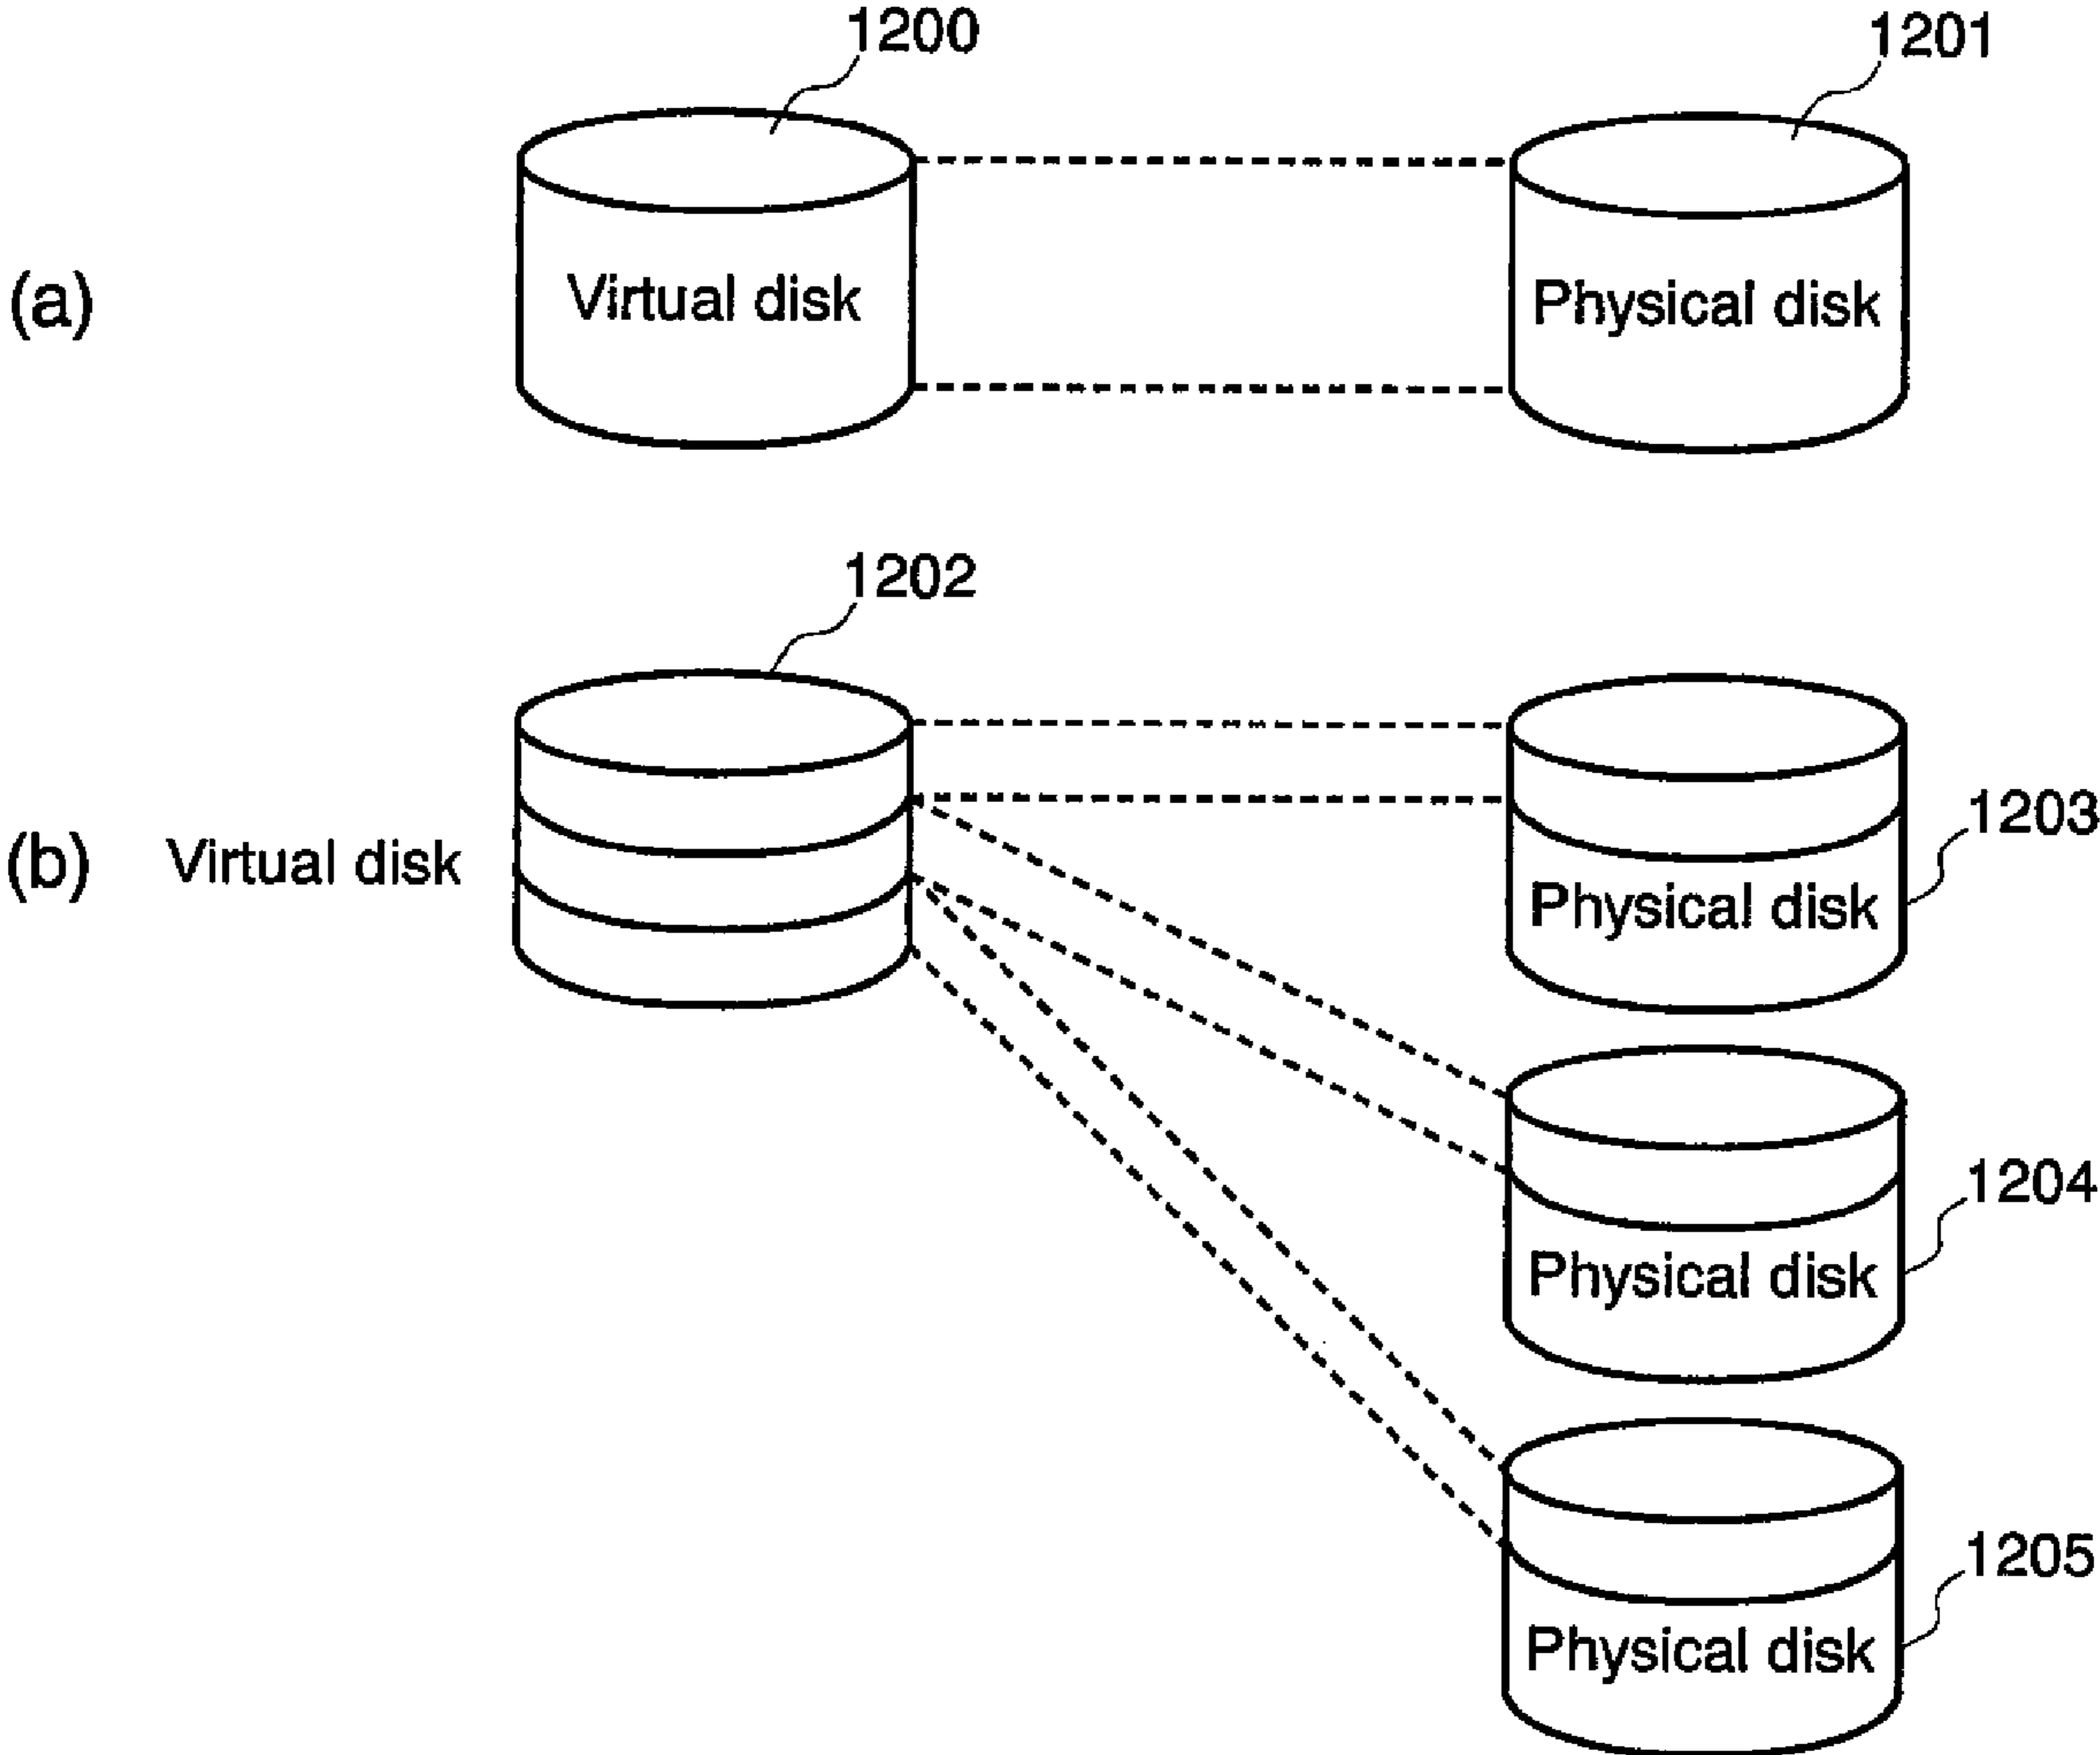 1200
1201
(a)
Virtual disk
Physical disk
1202
1203
(b)
Virtual disk
Physical disk
1204
Physical disk
1205
Physical disk